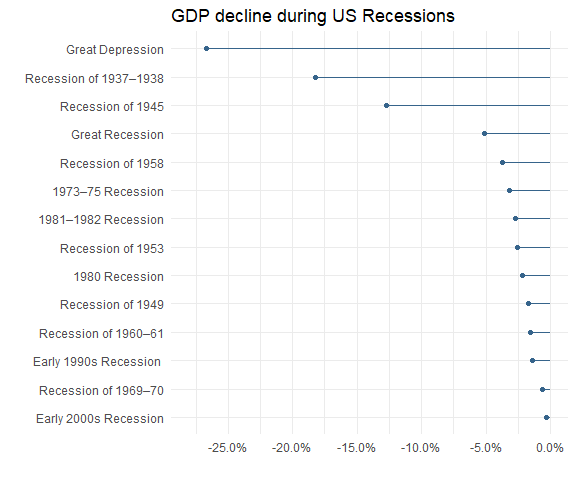 GDP decline during US Recessions
Great Depression
Recession of 1937–1938
Recession of 1945
Great Recession
Recession of 1958
1973–75 Recession
1981–1982 Recession
Recession of 1953
1980 Recession
Recession of 1949
Recession of 1960–61
Early 1990s Recession
Recession of 1969–70
Early 2000s Recession
-25.0% -20.0% -15.0% -10.0% -5.0% 0.0%